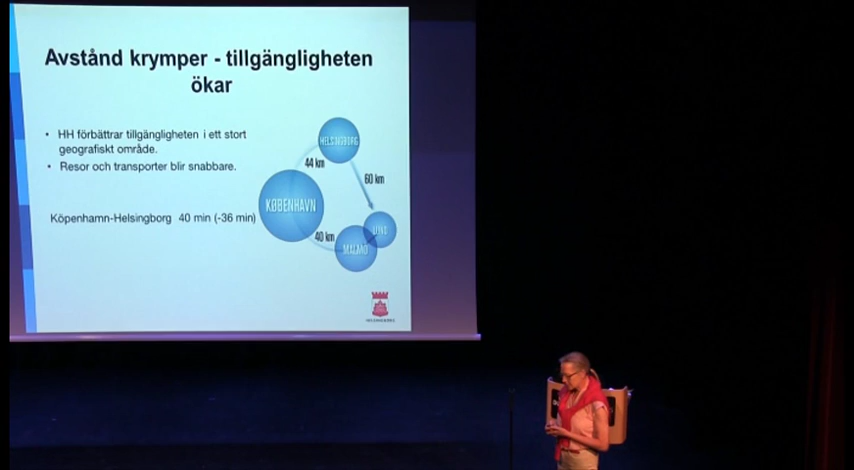 Avstånd krymper - tillgängligheten
ökar
• HH förbättrar tillgängligheten i ett stort
geografiskt område.
• Resor och transporter blir snabbare.
HELSINGBORG
44 km
60 km
KØBENHAVN
Köpenhamn-Helsingborg 40 min (-36 min)
LUND
40 km
MALMÖ
HELSINGBORG